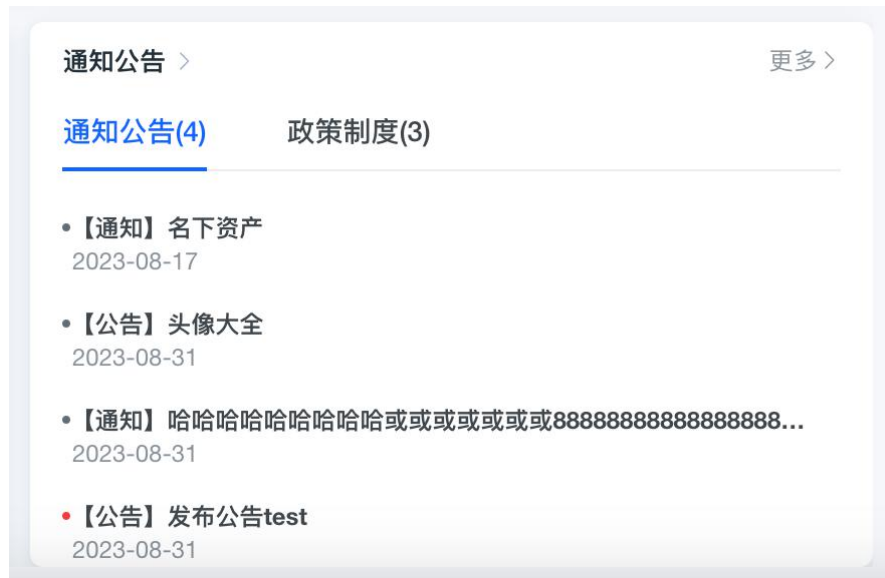 通知公告 >
更多 >
通知公告(4) 政策制度(3)
•【通知】名下资产
2023-08-17
•【公告】头像大全
2023-08-31
•【通知】哈哈哈哈哈哈哈哈哈或或或或或或或88888888888888888...
2023-08-31
•【公告】发布公告test
2023-08-31